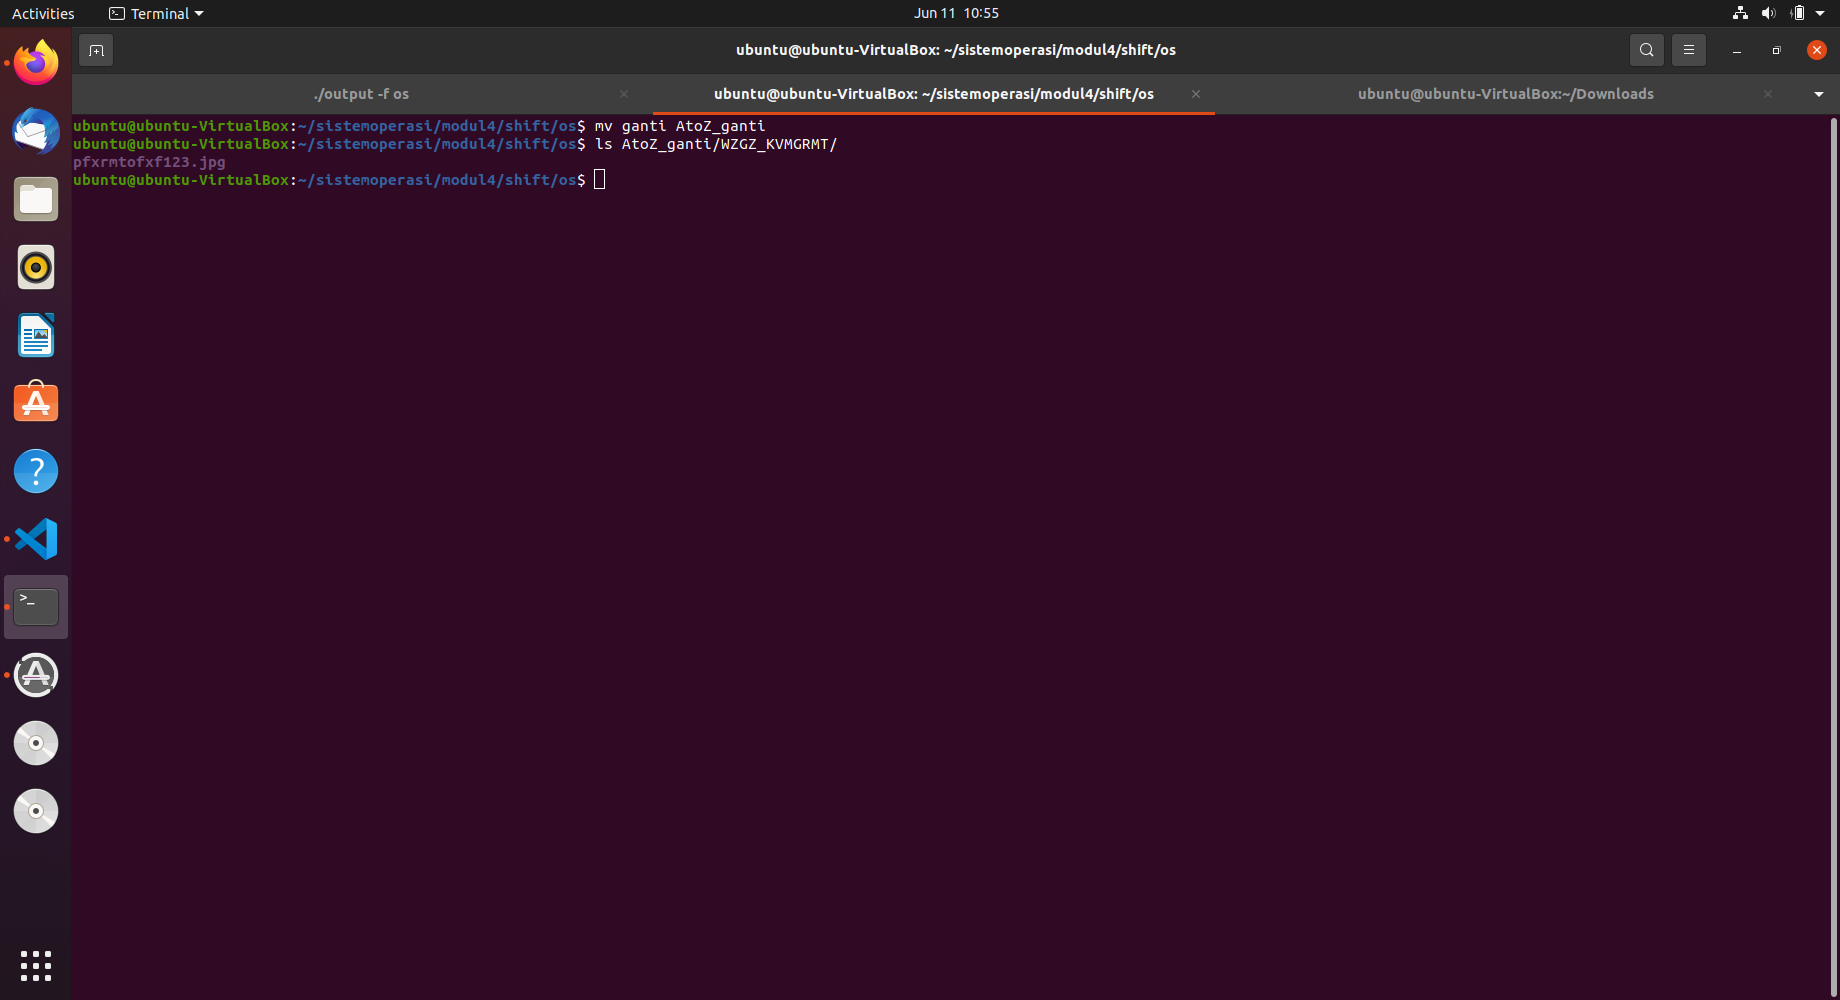 Activities Terminal Jun 11 10:55
ubuntu@ubuntu-VirtualBox: ~/sistemoperasi/modul4/shift/os
./output -f os ubuntu@ubuntu-VirtualBox: ~/sistemoperasi/modul4/shift/os ubuntu@ubuntu-VirtualBox:~/Downloads
ubuntu@ubuntu-VirtualBox:~/sistemoperasi/modul4/shift/os$ mv ganti AtoZ_ganti
ubuntu@ubuntu-VirtualBox:~/sistemoperasi/modul4/shift/os$ ls AtoZ_ganti/WZGZ_KVMGRMT/
pfxrmtofxf123.jpg
ubuntu@ubuntu-VirtualBox:~/sistemoperasi/modul4/shift/os$